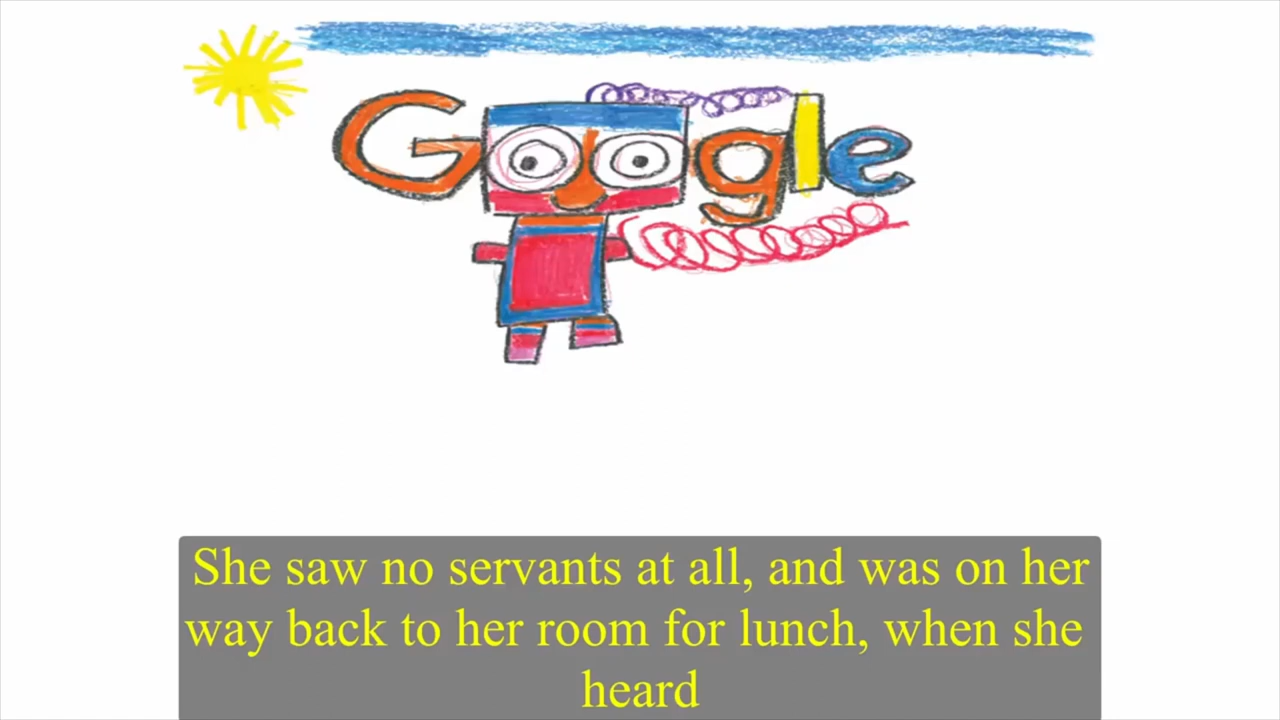 Google
She saw no servants at all, and was on her
way back to her room for lunch, when she
heard